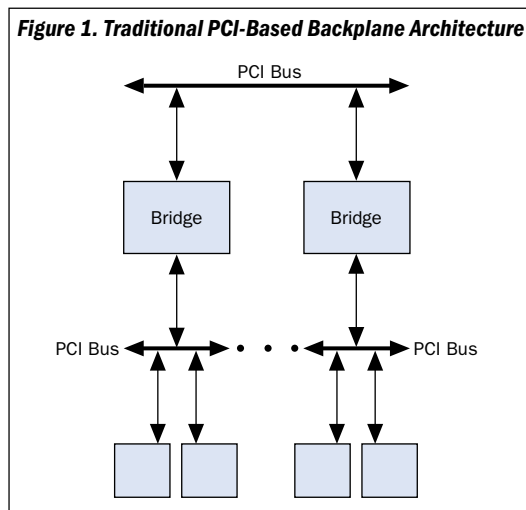 Figure 1. Traditional PCI-Based Backplane Architecture
PCI Bus
Bridge
Bridge
PCI Bus
PCI Bus